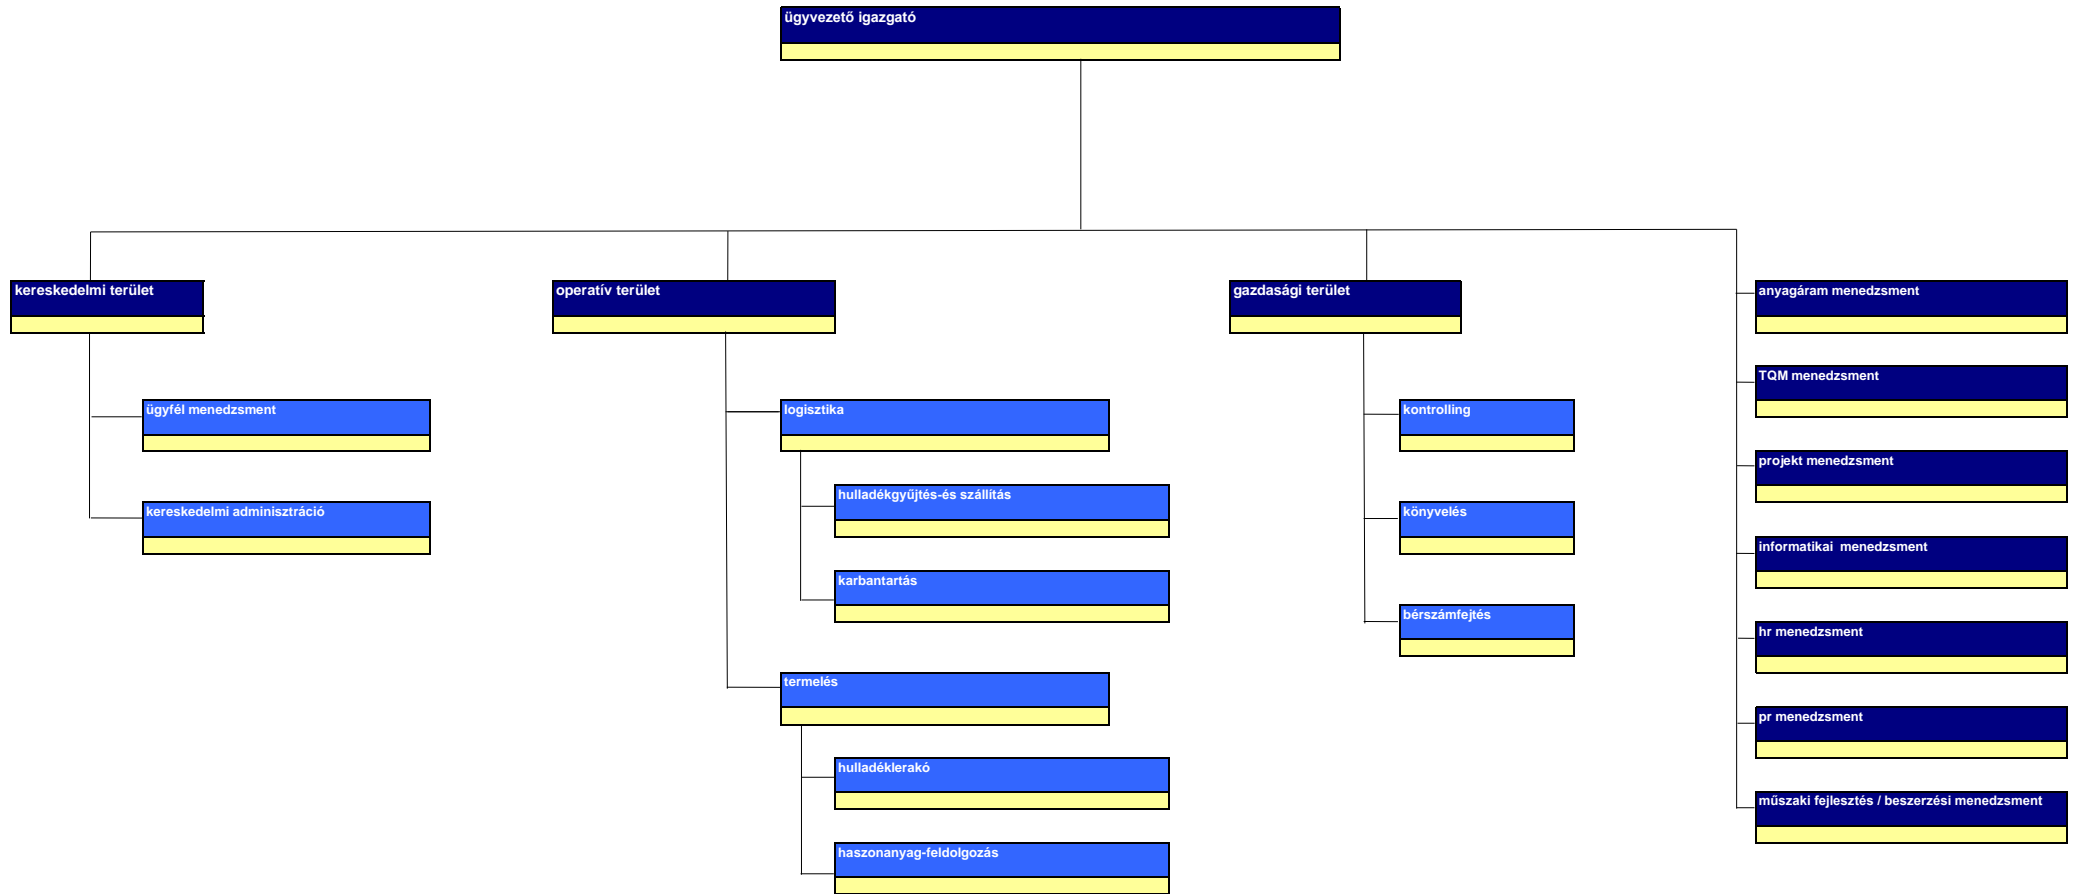 ügyvezető igazgató
kereskedelmi terület
operatív terület
gazdasági terület
anyagáram menedzsment
TQM menedzsment
ügyfél menedzsment
logisztika
kontrolling
projekt menedzsment
hulladékgyűjtés-és szállítás
kereskedelmi adminisztráció
könyvelés
informatikai  menedzsment
karbantartás
bérszámfejtés
hr menedzsment
termelés
pr menedzsment
hulladéklerakó
műszaki fejlesztés / beszerzési menedzsment
haszonanyag-feldolgozás